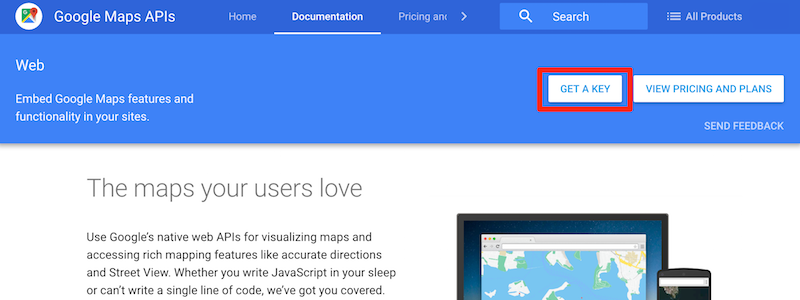 Google Maps APIs Home Documentation Pricing and Search All Products
Web
Embed Google Maps features and
functionality in your sites.
GET A KEY VIEW PRICING AND PLANS
SEND FEEDBACK
The maps your users love
Use Google’s native web APIs for visualizing maps and
accessing rich mapping features like accurate directions
and Street View. Whether you write JavaScript in your sleep
or can’t write a single line of code, we’ve got you covered.